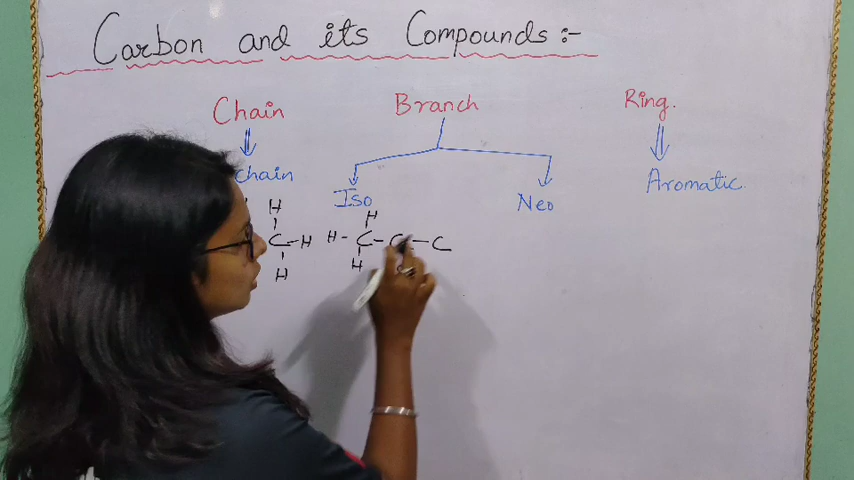 Carbon and its Compounds:-
Chain Branch Ring.
chain Iso Neo Aromatic.
H H
C-H H-C-C-C
H H